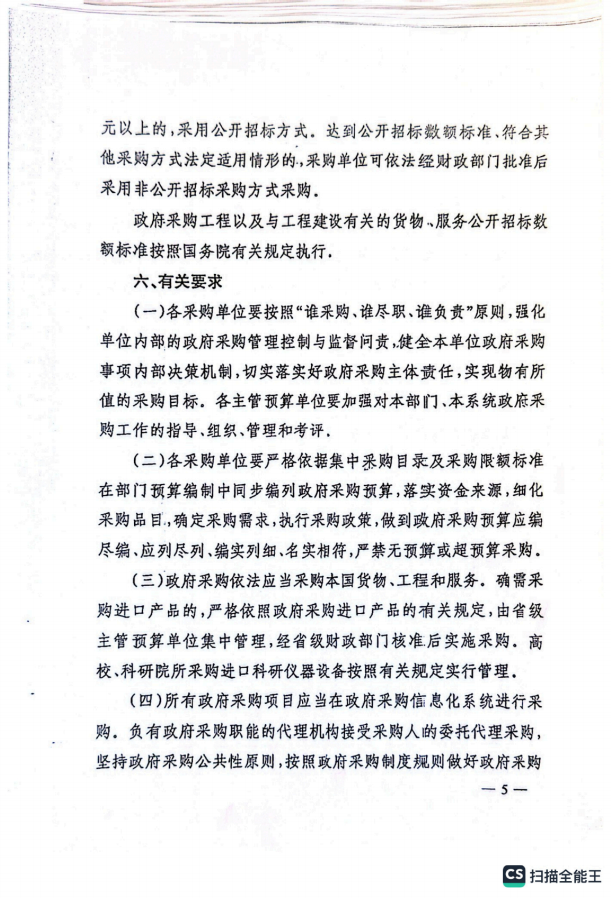 元以上的，采用公开招标方式。达到公开招标数额标准、符合其
他采购方式法定适用情形的，采购单位可依法经财政部门批准后
采用非公开招标采购方式采购。
政府采购工程以及与工程建设有关的货物、服务公开招标数
额标准按照国务院有关规定执行。
六、有关要求
（一）各采购单位要按照“谁采购、谁尽职、谁负责”原则，强化
单位内部的政府采购管理控制与监督问责，健全本单位政府采购
事项内部决策机制，切实落实好政府采购主体责任，实现物有所
值的采购目标。各主管预算单位要加强对本部门、本系统政府采
购工作的指导、组织、管理和考评。
（二）各采购单位要严格依据集中采购目录及采购限额标准
在部门预算编制中同步编列政府采购预算，落实资金来源，细化
采购品目，确定采购需求，执行采购政策，做到政府采购预算应编
尽编、应列尽列、编实列细、名实相符，严禁无预算或超预算采购。
（三）政府采购依法应当采购本国货物、工程和服务。确需采
购进口产品的，严格依照政府采购进口产品的有关规定，由省级
主管预算单位集中管理，经省级财政部门核准后实施采购。高
校、科研院所采购进口科研仪器设备按照有关规定实行管理。
（四）所有政府采购项目应当在政府采购信息化系统进行采
购。负有政府采购职能的代理机构接受采购人的委托代理采购，
坚持政府采购公共性原则，按照政府采购制度规则做好政府采购
— 5 —
CS 扫描全能王